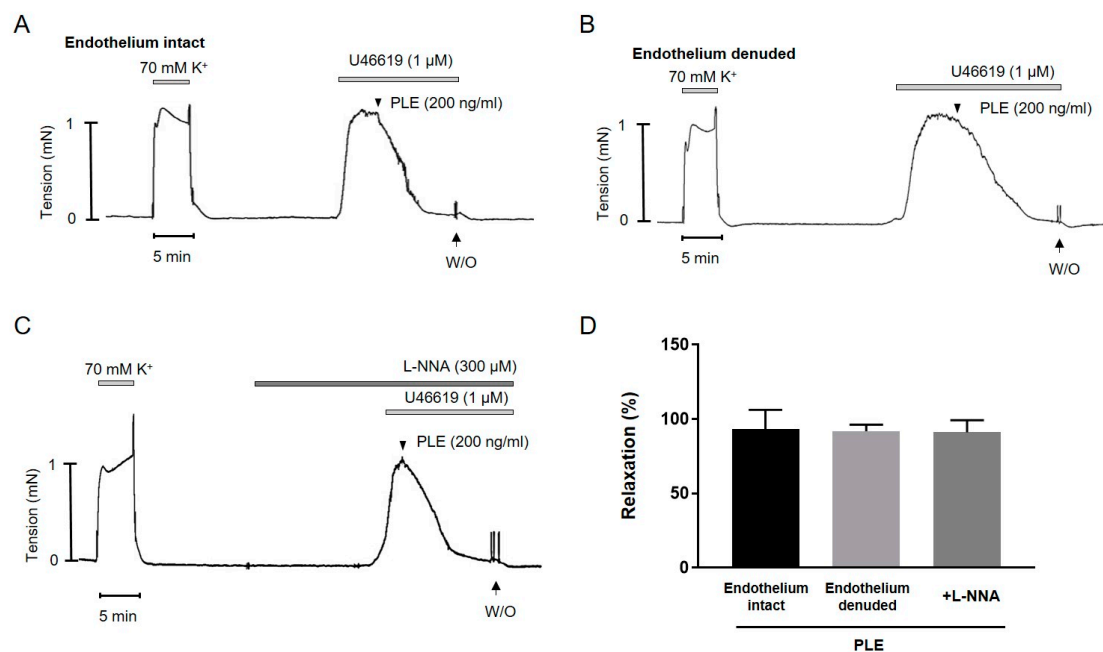 A
Endothelium intact
70 mM K⁺
U46619 (1 µM)
PLE (200 ng/ml)
Tension (mN)
1
0
5 min
W/O
B
Endothelium denuded
70 mM K⁺
U46619 (1 µM)
PLE (200 ng/ml)
Tension (mN)
1
0
5 min
W/O
C
70 mM K⁺
L-NNA (300 µM)
U46619 (1 µM)
PLE (200 ng/ml)
Tension (mN)
1
0
5 min
W/O
D
Relaxation (%)
150
100
50
0
Endothelium
intact
Endothelium
denuded
+L-NNA
PLE